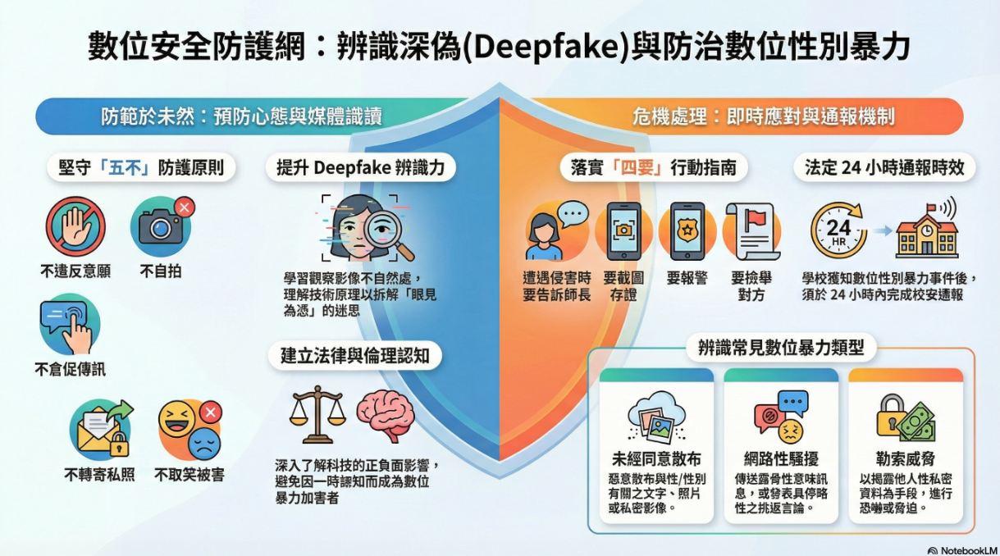 數位安全防護網：辨識深偽(Deepfake)與防治數位性別暴力
防範於未然：預防心態與媒體識讀
堅守「五不」防護原則
不違反意願
不自拍
不倉促傳訊
不轉寄私照
不取笑被害
提升 Deepfake 辨識力
學習觀察影像不自然處，
理解技術原理以拆解「眼見
為憑」的迷思
建立法律與倫理認知
深入了解科技的正負面影響，
避免因一時認知而成為數位
暴力加害者
危機處理：即時應對與通報機制
落實「四要」行動指南
遭遇侵害時
要告訴師長
要截圖
存證
要報警
要檢舉
對方
法定 24 小時通報時效
24
HR
學校獲知數位性別暴力事件後，
須於 24 小時內完成校安通報
辨識常見數位暴力類型
未經同意散布
惡意散布與性/性別
有關之文字、照片
或私密影像。
網路性騷擾
傳送露骨性意味訊
息，或發表具停略
性之挑返言論。
勒索威脅
以揭露他人性私密
資料為手段，進行
恐嚇或脅迫。
NotebookLM